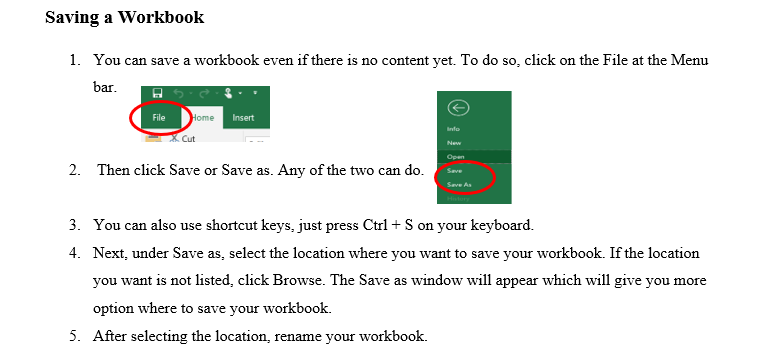 Saving a Workbook
1. You can save a workbook even if there is no content yet. To do so, click on the File at the Menu
bar.
File Home Insert
Cut
Info
New
Open
Save
Save As
2. Then click Save or Save as. Any of the two can do.
3. You can also use shortcut keys, just press Ctrl + S on your keyboard.
4. Next, under Save as, select the location where you want to save your workbook. If the location
you want is not listed, click Browse. The Save as window will appear which will give you more
option where to save your workbook.
5. After selecting the location, rename your workbook.